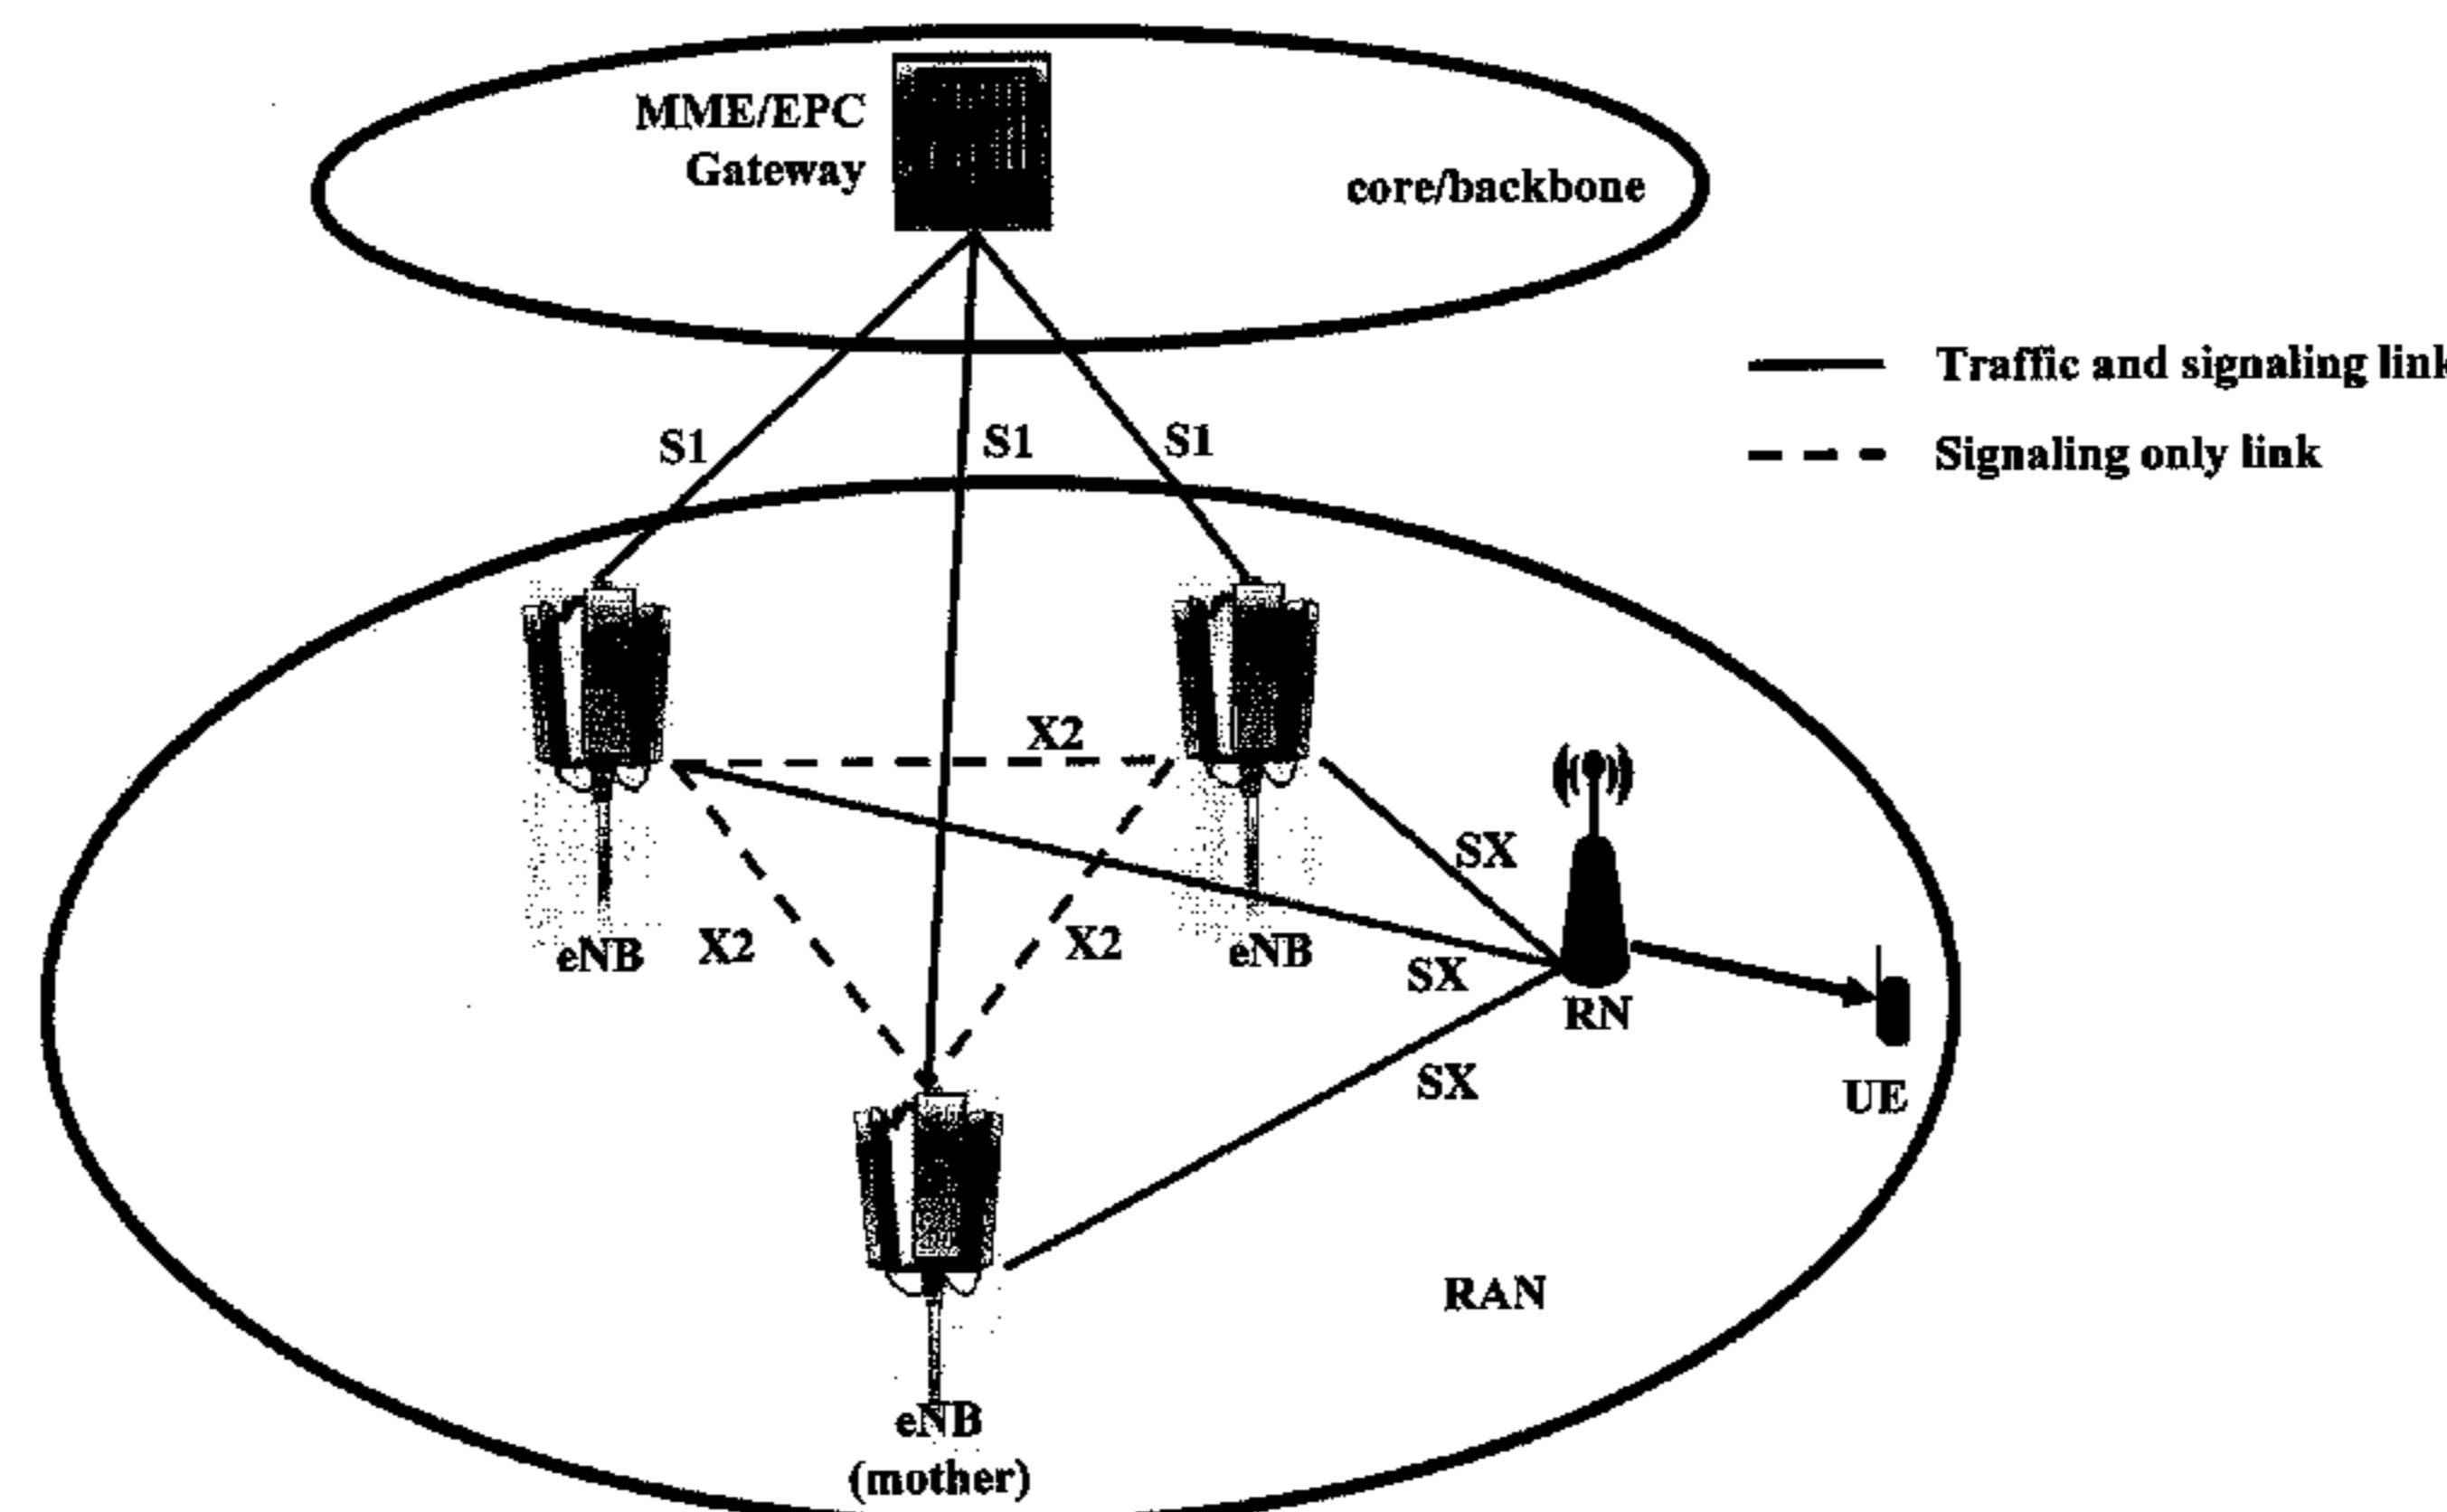 MME/EPC
Gateway
core/backbone
Traffic and signaling link
Signaling only link
S1
S1
S1
X2
SX
eNB
X2
X2
eNB
SX
RN
SX
UE
RAN
eNB
(mother)